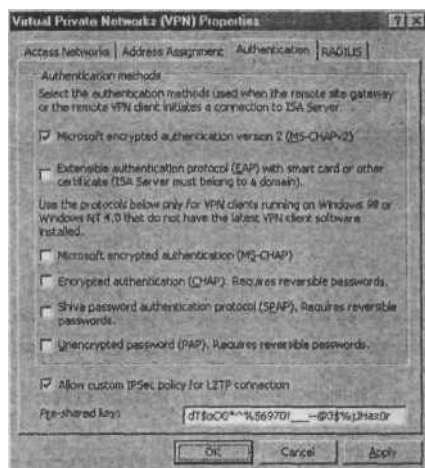 Virtual Private Networks (VPN) Properties
Access Networks Address Assignment Authentication RADIUS
Authentication methods
Select the authentication methods used when the remote site gateway
or the remote VPN client initiates a connection to ISA Server.
Microsoft encrypted authentication version 2 (MS-CHAPv2)
Extensible authentication protocol (EAP) with smart card or other
certificate (ISA Server must belong to a domain).
Use the protocols below only for VPN clients running on Windows 98 or
Windows NT 4.0 that do not have the latest VPN client software
installed.
Microsoft encrypted authentication (MS-CHAP)
Encrypted authentication (CHAP). Requires reversible passwords.
Shiva password authentication protocol (SPAP). Requires reversible
passwords.
Unencrypted password (PAP). Requires reversible passwords.
Allow custom IPSec policy for L2TP connection
Pre-shared key:
OK Cancel Apply